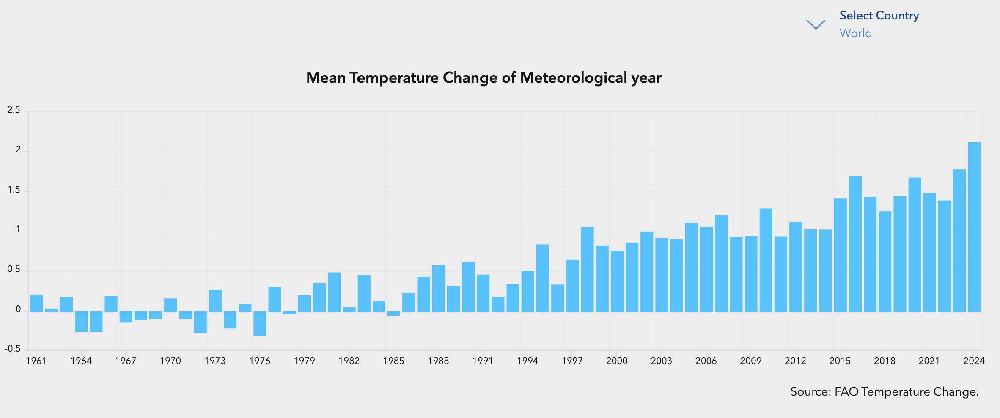 Select Country
World
Mean Temperature Change of Meteorological year
2.5
2
1.5
1
0.5
0
-0.5
1961 1964 1967 1970 1973 1976 1979 1982 1985 1988 1991 1994 1997 2000 2003 2006 2009 2012 2015 2018 2021 2024
Source: FAO Temperature Change.